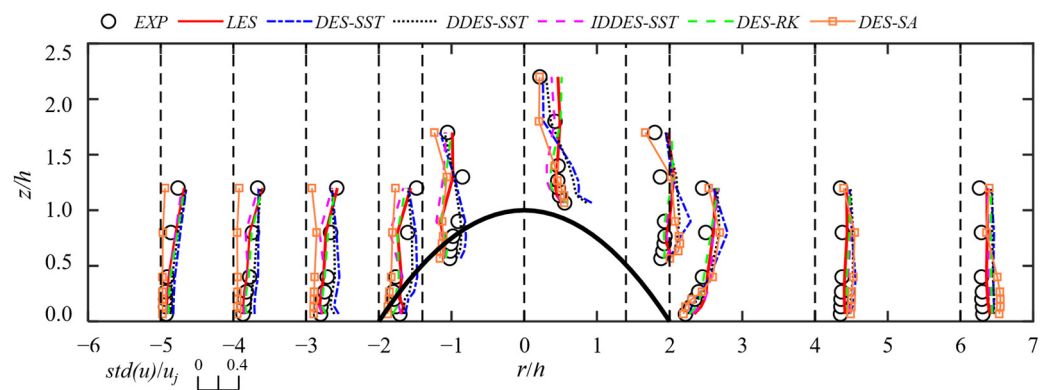 EXP LES DES-SST DDES-SST IDDES-SST DES-RK DES-SA
2.5
2.0
1.5
1.0
0.5
0.0
z/h
−6 −5 −4 −3 −2 −1 0 1 2 3 4 5 6 7
std(u)/u_j 0 0.4 r/h